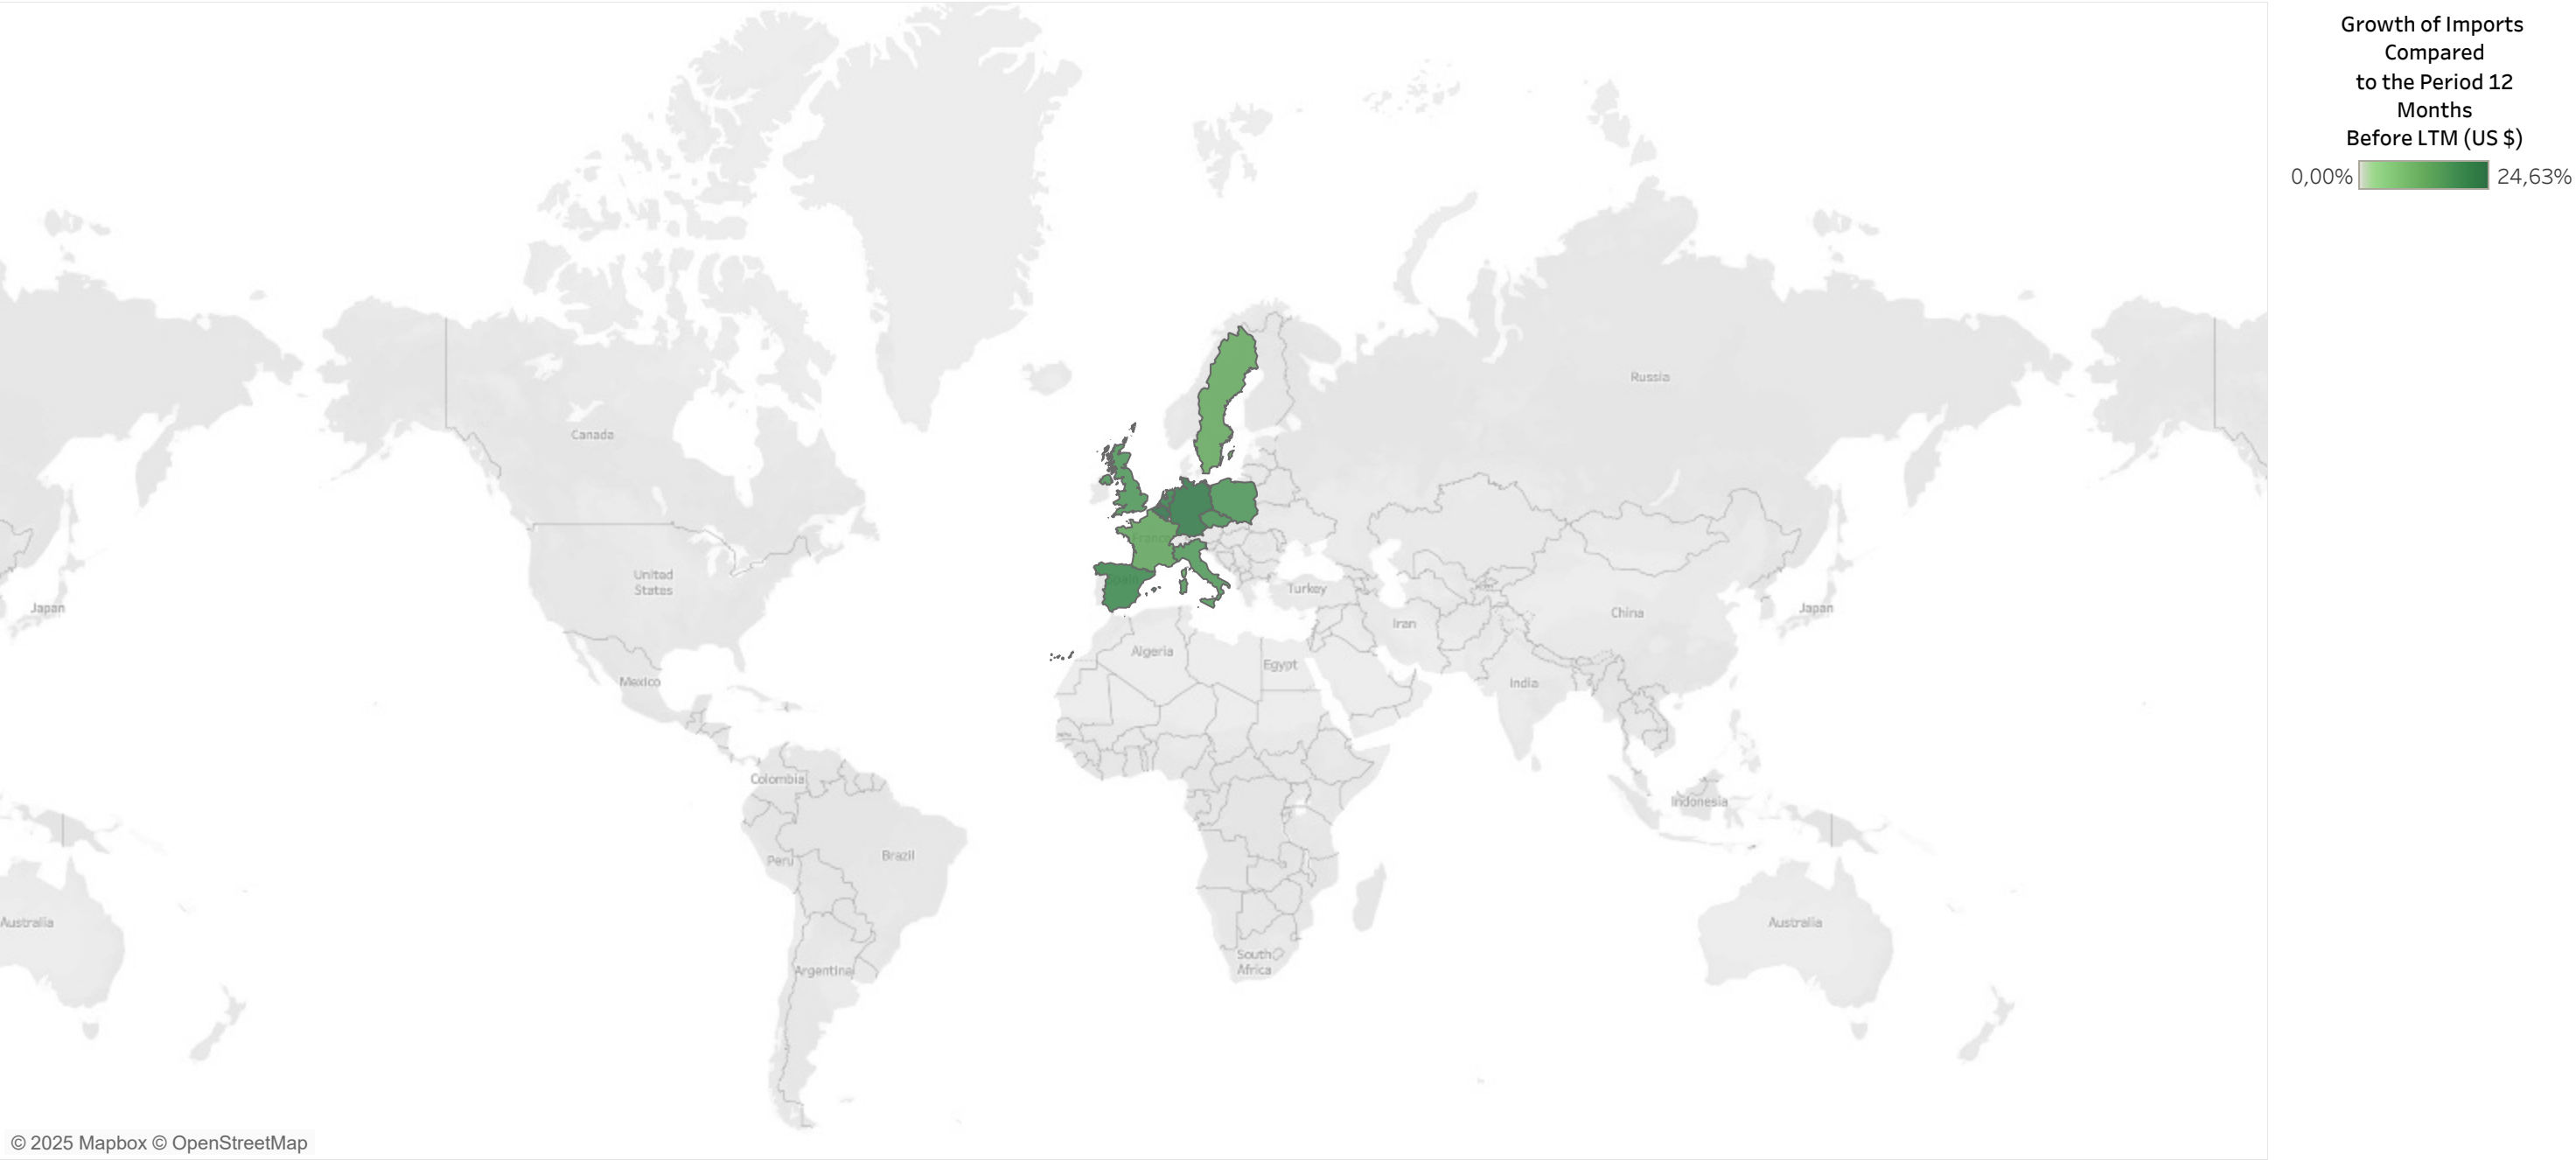 Growth of Imports
Compared
to the Period 12
Months
Before LTM (US $)
0,00%
24,63%
Russia
Canada
France
United
States
Spain
Turkey
Japan
China
Japan
Iran
Algeria
Egypt
Mexico
India
Colombia
Indonesia
Peru
Brazil
Australia
Australia
South
Africa
Argentina
© 2025 Mapbox © OpenStreetMap